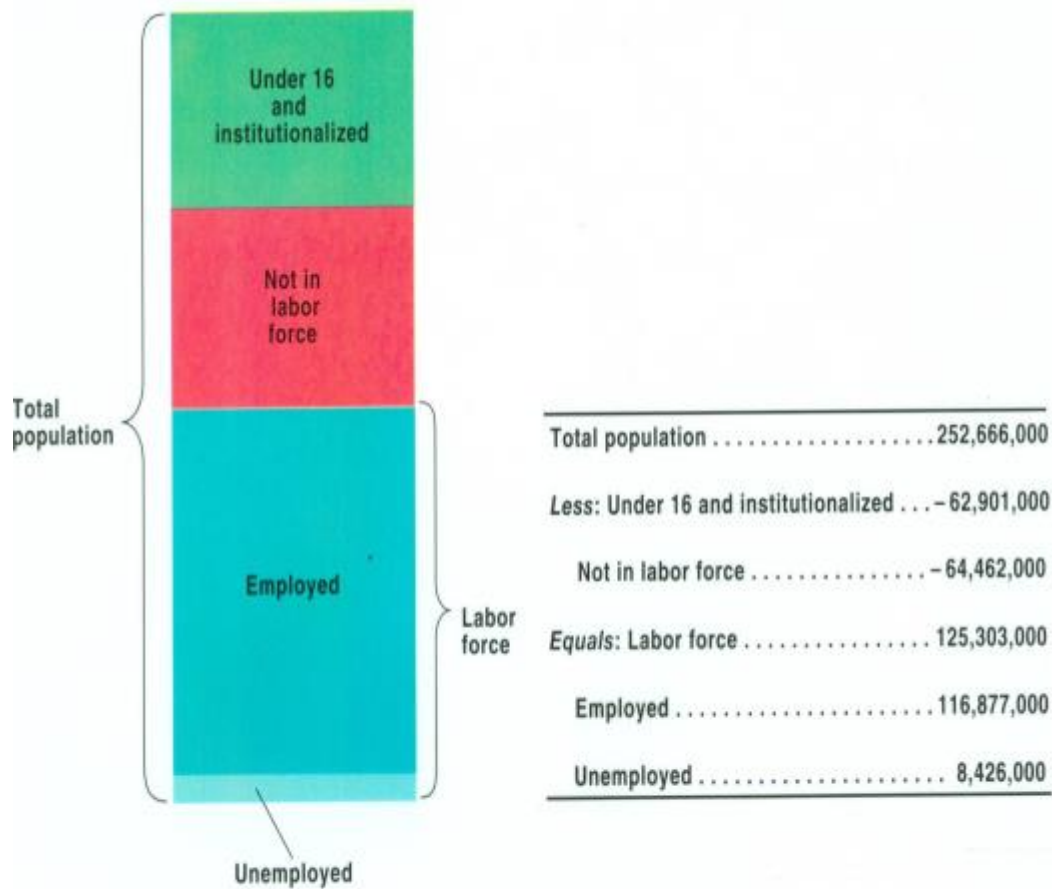 Under 16
and
institutionalized
Not in
labor
force
Total
population
Employed
Labor
force
Unemployed
Total population . . . . . . . . . . . . . . . . . . . 252,666,000
Less: Under 16 and institutionalized . . . – 62,901,000
Not in labor force . . . . . . . . . . . . . . . – 64,462,000
Equals: Labor force . . . . . . . . . . . . . . . . 125,303,000
Employed . . . . . . . . . . . . . . . . . . . . . . 116,877,000
Unemployed . . . . . . . . . . . . . . . . . . . . . 8,426,000